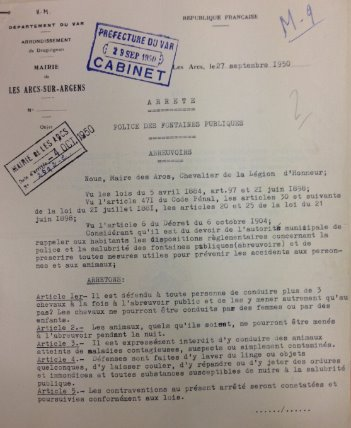 V.M.
DÉPARTEMENT DU VAR
ARRONDISSEMENT
de Draguignan
MAIRIE
DE
LES ARCS-SUR-ARGENS
N°
Objet
RÉPUBLIQUE FRANÇAISE
M-9
PRÉFECTURE DU VAR
29 SEP 1950
CABINET
Les Arcs, le 27 septembre 1950
2
MAIRIE DE LES ARCS
OCT. 1950
A R R E T E
POLICE DES FONTAINES PUBLIQUES
ABREUVOIRS
Nous, Maire des Arcs, Chevalier de la Légion d'Honneur;
Vu les lois du 5 avril 1884, art.97 et 21 juin 1898;
Vu l'article 471 du Code Pénal, les articles 30 et suivants
de la loi du 21 juillet 1881, les articles 20 et 25 de la loi du 21
juin 1898;
Vu l'article 6 du Décret du 6 octobre 1904;
Considérant qu'il est du devoir de l'autorité municipale de
rappeler aux habitants les dispositions réglementaires concernant la
police et la salubrité des fontaines publiques(abreuvoire) et de
prescrire toutes mesures utiles pour prévenir les accidents aux person-
nes et aux animaux;
ARRETONS:
Article 1er- Il est défendu à toute personne de conduire plus de 3
chevaux à la fois à l'abreuvoir public et de les y mener autrement qu'au
pas? Les chevaux ne pourront être conduits par des femmes ou par des
enfants.
Article 2.- Les animaux, quels qu'ils soient, ne pourront être menés
à l'abreuvoir pendant la nuit.
Article 3.- Il est expressément interdit d'y conduire des animaux
atteints de maladies contagieuses, suspects ou simplement contaminés.
Article 4.- Défenses sont faites d'y laver du linge ou objets
quelconques, d'y laisser couler, d'y répandre ou d'y jeter des ordures
et immondices et toutes substances susceptibles de nuire à la salubrité
publique.
Article 5.- Les contraventions au présent arrêté seront constatées et
poursuivies conformément aux lois.
....../......